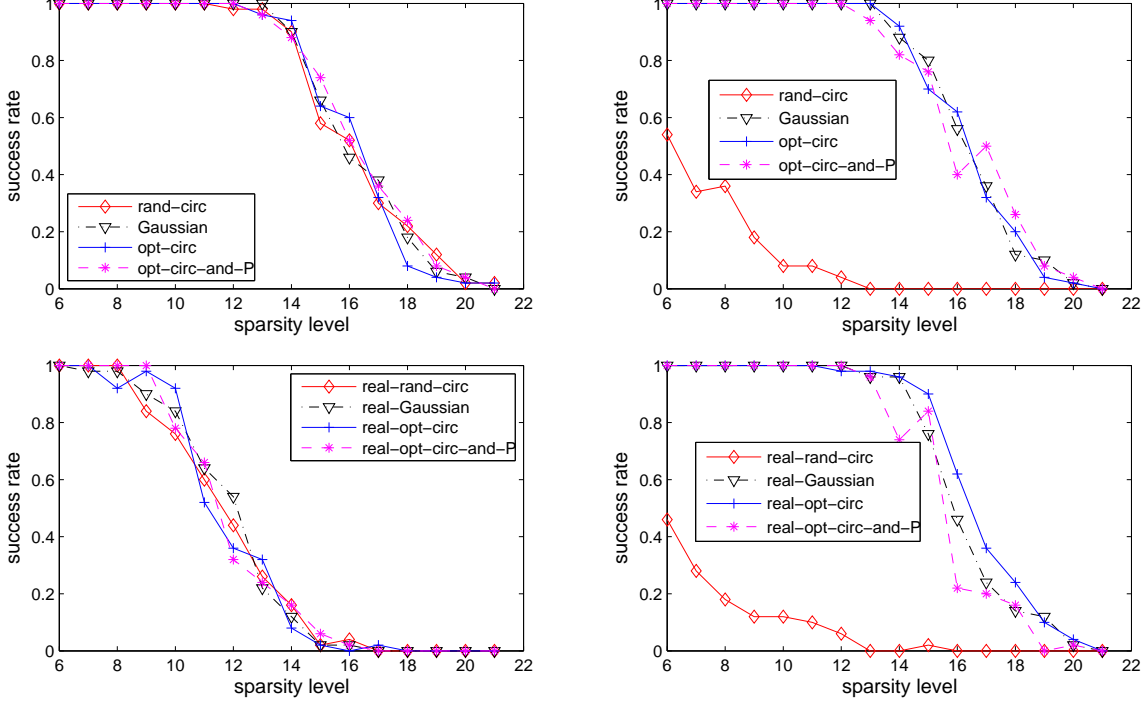 1
0.8
0.6
0.4
0.2
0
6 8 10 12 14 16 18 20 22
sparsity level
success rate
rand−circ
Gaussian
opt−circ
opt−circ−and−P
1
0.8
0.6
0.4
0.2
0
6 8 10 12 14 16 18 20 22
sparsity level
success rate
rand−circ
Gaussian
opt−circ
opt−circ−and−P
1
0.8
0.6
0.4
0.2
0
6 8 10 12 14 16 18 20 22
sparsity level
success rate
real−rand−circ
real−Gaussian
real−opt−circ
real−opt−circ−and−P
1
0.8
0.6
0.4
0.2
0
6 8 10 12 14 16 18 20 22
sparsity level
success rate
real−rand−circ
real−Gaussian
real−opt−circ
real−opt−circ−and−P